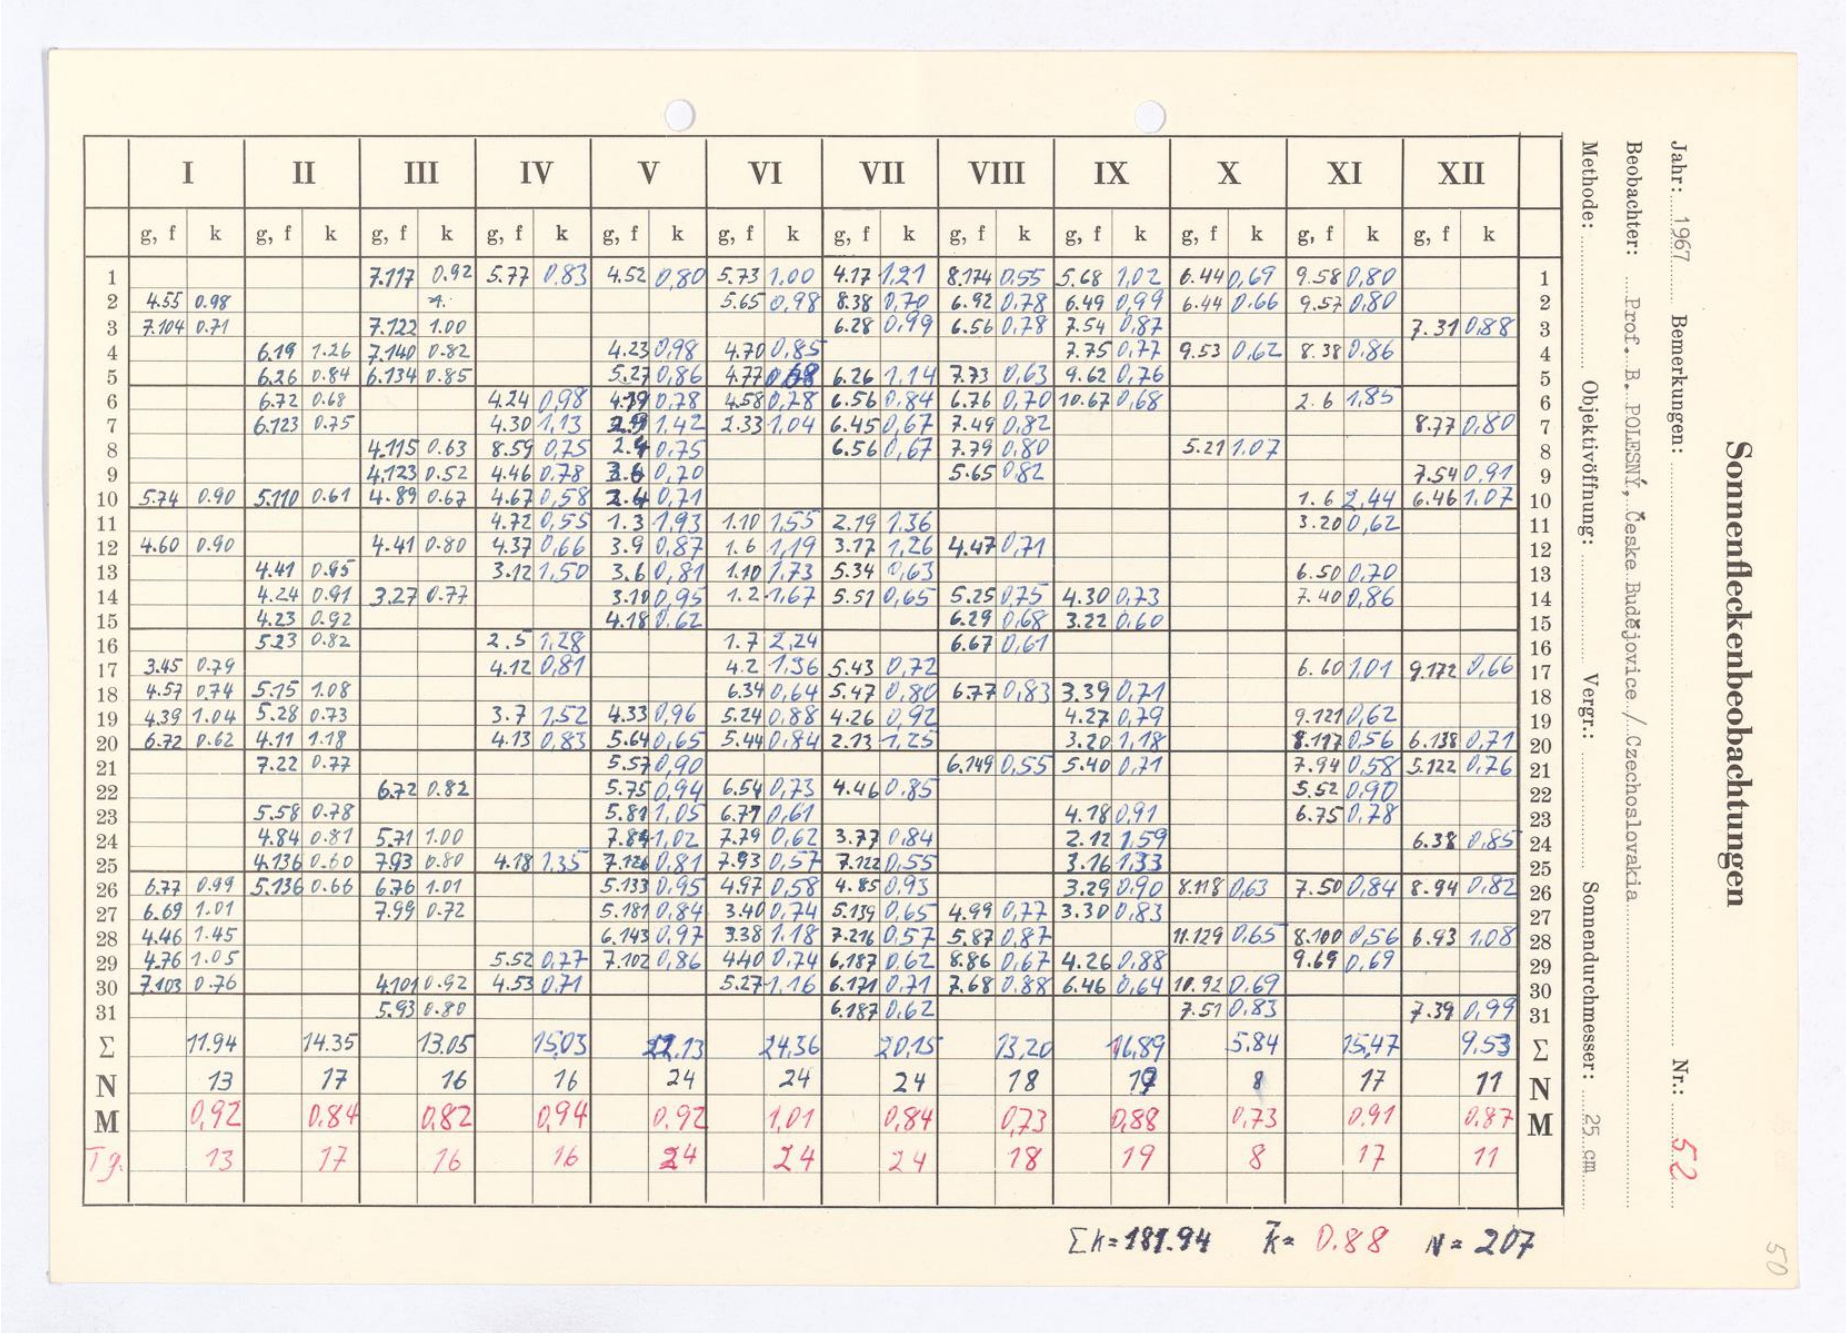 I II III IV V VI VII VIII IX X XI XII
g, f k g, f k g, f k g, f k g, f k g, f k g, f k g, f k g, f k g, f k g, f k g, f k
1 7.117 0.92 5.77 0,83 4.52 0,80 5.73 1.00 4.17 1,21 8.174 0,55 5.68 1,02 6.44 0,69 9.58 0,80 1
2 4.55 0.98 5.65 0,98 8.38 0,70 6.92 0,78 6.49 0,99 6.44 0.66 9.57 0,80 2
3 7.104 0.71 7.122 1.00 6.28 0,99 6.56 0,78 7.54 0,87 7.31 0,88 3
4 6.19 1.26 7.140 0.82 4.23 0,98 4.70 0,85 7.75 0,77 9.53 0,62 8.38 0,86 4
5 6.26 0.84 6.134 0.85 5.27 0,86 4.77 0,68 6.26 1,14 7.73 0,63 9.62 0,76 5
6 6.72 0.68 4.24 0,98 4.19 0,78 4.58 0,78 6.56 0,84 6.76 0,70 10.67 0,68 2.6 1,85 6
7 6.123 0.75 4.30 1,13 2.9 1,42 2.33 1,04 6.45 0,67 7.49 0,82 8.77 0,80 7
8 4.115 0.63 8.59 0,75 2.4 0,75 6.56 0,67 7.79 0,80 5.21 1.07 8
9 4.123 0.52 4.46 0,78 3.6 0,70 5.65 0,82 7.54 0,91 9
10 5.74 0.90 5.110 0.61 4.89 0.67 4.67 0,58 2.4 0,71 1.6 2,44 6.46 1.07 10
11 4.72 0,55 1.3 1,93 1.10 1,55 2.19 1,36 3.20 0,62 11
12 4.60 0.90 4.41 0.80 4.37 0,66 3.9 0,87 1.6 1,19 3.17 1,26 4.47 0,71 12
13 4.41 0.95 3.12 1,50 3.6 0,81 1.10 1,73 5.34 0,63 6.50 0,70 13
14 4.24 0.91 3.27 0.77 3.10 0,95 1.2 1,67 5.51 0,65 5.25 0,75 4.30 0,73 7.40 0,86 14
15 4.23 0.92 4.18 0,62 6.29 0,68 3.22 0,60 15
16 5.23 0.82 2.5 1,28 1.7 2,24 6.67 0,61 16
17 3.45 0.79 4.12 0,81 4.2 1,36 5.43 0,72 6.60 1,01 9.172 0,66 17
18 4.57 0,74 5.15 1.08 6.34 0,64 5.47 0,80 6.77 0,83 3.39 0,71 18
19 4.39 1.04 5.28 0.73 3.7 1,52 4.33 0,96 5.24 0,88 4.26 0,92 4.27 0,79 9.121 0,62 19
20 6.72 0.62 4.11 1.18 4.13 0,83 5.64 0,65 5.44 0,84 2.13 1,25 3.20 1,18 8.117 0,56 6.138 0,71 20
21 7.22 0.77 5.57 0,90 6.149 0,55 5.40 0,71 7.94 0,58 5.122 0,76 21
22 6.72 0.82 5.75 0,94 6.54 0,73 4.46 0.85 5.52 0,90 22
23 5.58 0.78 5.81 1,05 6.77 0,61 4.18 0,91 6.75 0,78 23
24 4.84 0.81 5.71 1.00 7.84 1,02 7.79 0,62 3.77 0,84 2.12 1,59 6.38 0,85 24
25 4.136 0.60 7.93 0.80 4.18 1,35 7.126 0,81 7.93 0,57 7.122 0,55 3.16 1,33 25
26 6.77 0.99 5.136 0.66 6.76 1.01 5.133 0,95 4.97 0,58 4.85 0,93 3.29 0,90 8.118 0,63 7.50 0,84 8.94 0,82 26
27 6.69 1.01 7.99 0.72 5.181 0,84 3.40 0,74 5.139 0,65 4.99 0,77 3.30 0,83 27
28 4.46 1.45 6.143 0,97 3.38 1.18 7.216 0,57 5.87 0,87 11.129 0,65 8.100 0,56 6.93 1,08 28
29 4.76 1.05 5.52 0,77 7.102 0,86 4.40 0,74 6.187 0,62 8.86 0,67 4.26 0,88 9.69 0,69 29
30 7.103 0.76 4.101 0.92 4.53 0,71 5.27 1,16 6.171 0,71 7.68 0.88 6.46 0,64 10.92 0,69 30
31 5.93 0.80 6.187 0,62 7.51 0,83 7.39 0,99 31
Σ 11.94 14.35 13.05 15,03 22,13 24,36 20,15 13,20 16,89 5.84 15,47 9,53 Σ
N 13 17 16 16 24 24 24 18 19 8 17 11 N
M 0,92 0.84 0,82 0,94 0.92 1,01 0,84 0,73 0,88 0,73 0.91 0.87 M
Tg. 13 17 16 16 24 24 24 18 19 8 17 11
Σk=181.94 k̄= 0.88 N= 207
Sonnenfleckenbeobachtungen
Jahr: 1967 Bemerkungen: Nr.: 52
Beobachter: Prof. B. POLESNÝ, České Budějovice / Czechoslovakia
Methode: Objektivöffnung: Vergr.: Sonnendurchmesser: 25 cm
50